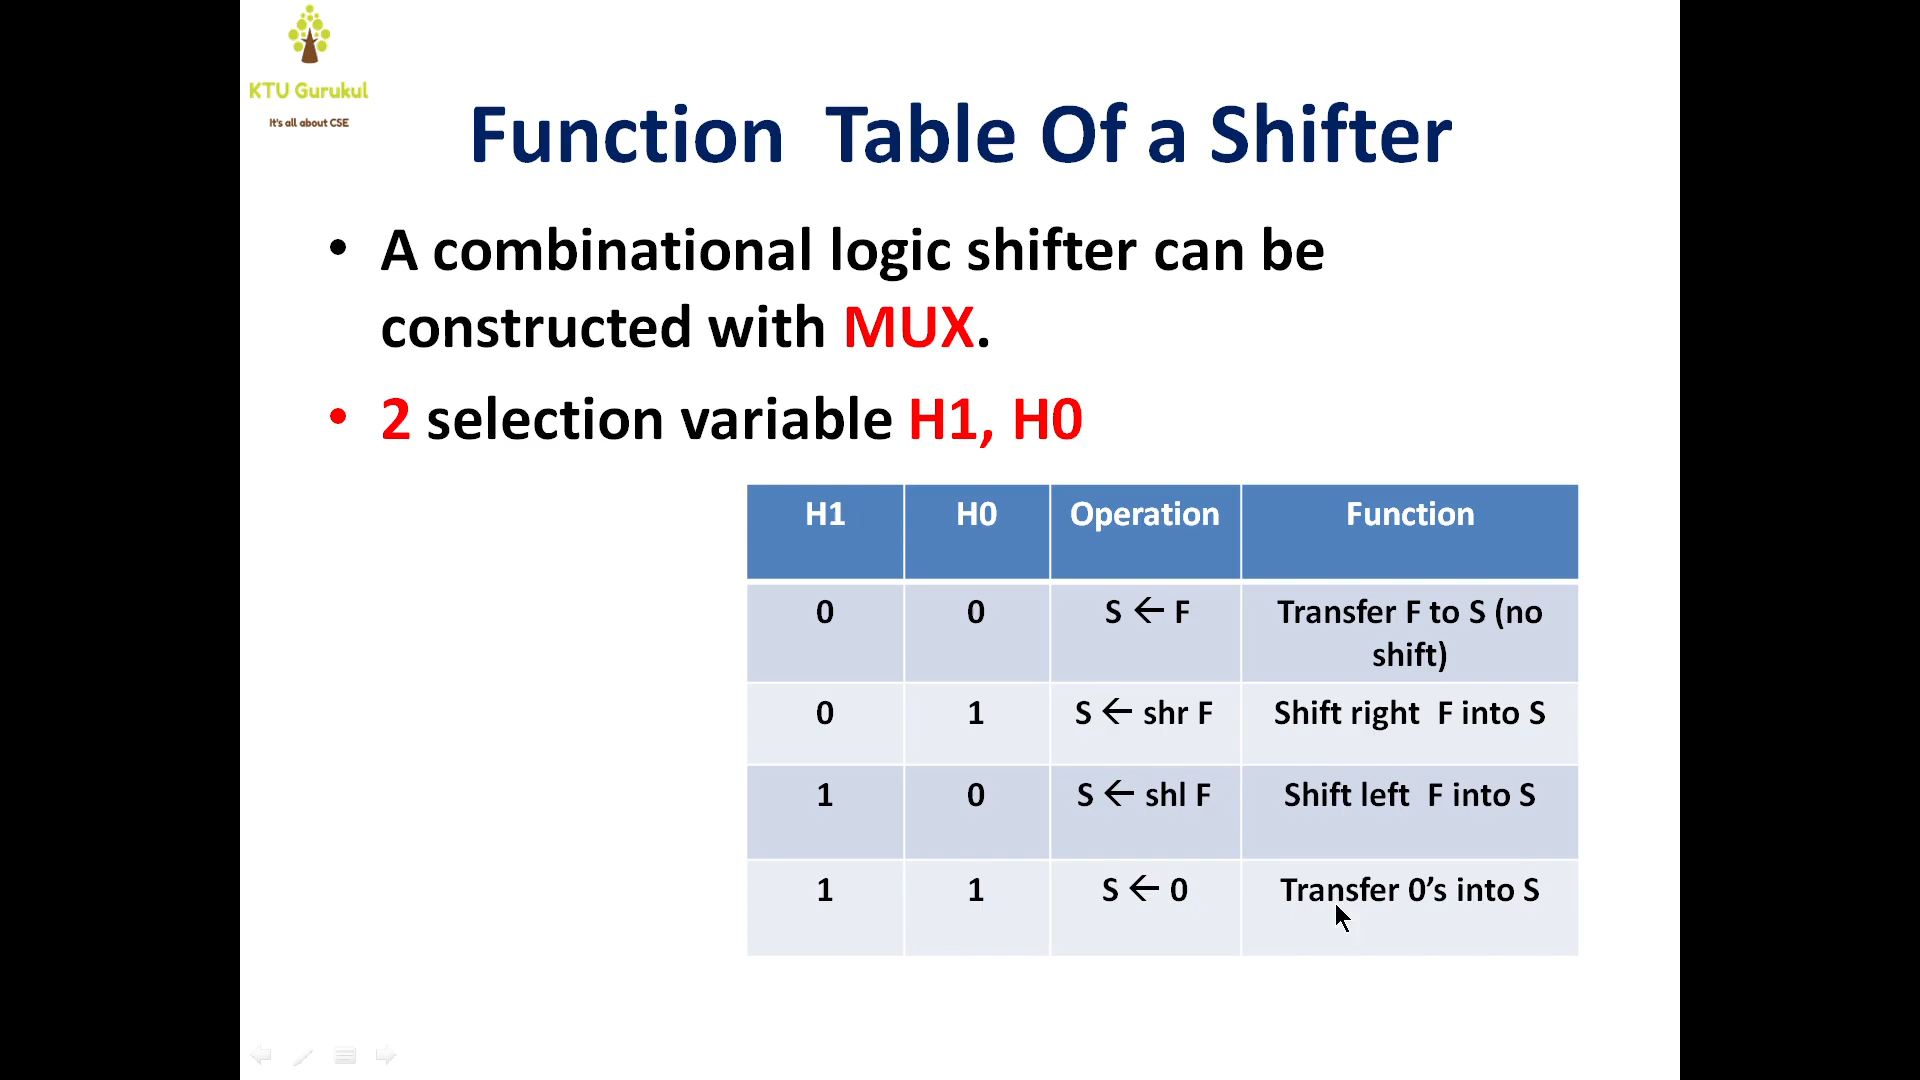 KTU Gurukul
It's all about CSE
Function Table Of a Shifter
• A combinational logic shifter can be
constructed with MUX.
• 2 selection variable H1, H0
H1 H0 Operation Function
0 0 S ← F Transfer F to S (no
shift)
0 1 S ← shr F Shift right F into S
1 0 S ← shl F Shift left F into S
1 1 S ← 0 Transfer 0’s into S